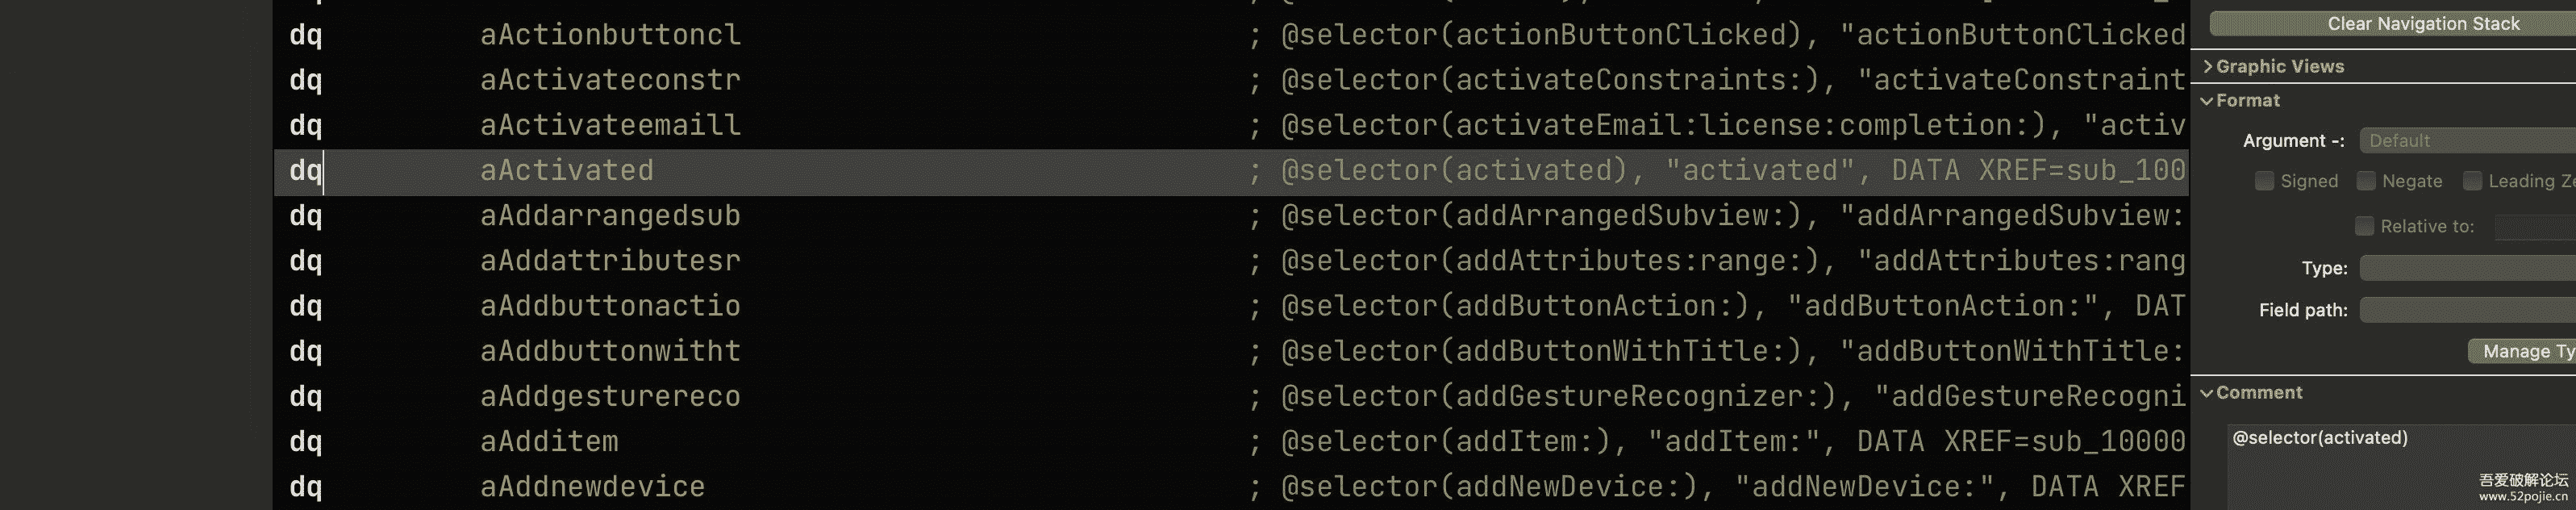 dq aActionbuttoncl ; @selector(actionButtonClicked), "actionButtonClicked
dq aActivateconstr ; @selector(activateConstraints:), "activateConstraint
dq aActivateemaill ; @selector(activateEmail:license:completion:), "activ
dq aActivated ; @selector(activated), "activated", DATA XREF=sub_100
dq aAddarrangedsub ; @selector(addArrangedSubview:), "addArrangedSubview:
dq aAddattributesr ; @selector(addAttributes:range:), "addAttributes:rang
dq aAddbuttonactio ; @selector(addButtonAction:), "addButtonAction:", DAT
dq aAddbuttonwitht ; @selector(addButtonWithTitle:), "addButtonWithTitle:
dq aAddgesturereco ; @selector(addGestureRecognizer:), "addGestureRecogni
dq aAdditem ; @selector(addItem:), "addItem:", DATA XREF=sub_10000
dq aAddnewdevice ; @selector(addNewDevice:), "addNewDevice:", DATA XREF
Clear Navigation Stack
Graphic Views
Format
Argument -: Default
Signed Negate Leading Ze
Relative to:
Type:
Field path:
Manage Ty
Comment
@selector(activated)
吾爱破解论坛
www.52pojie.cn